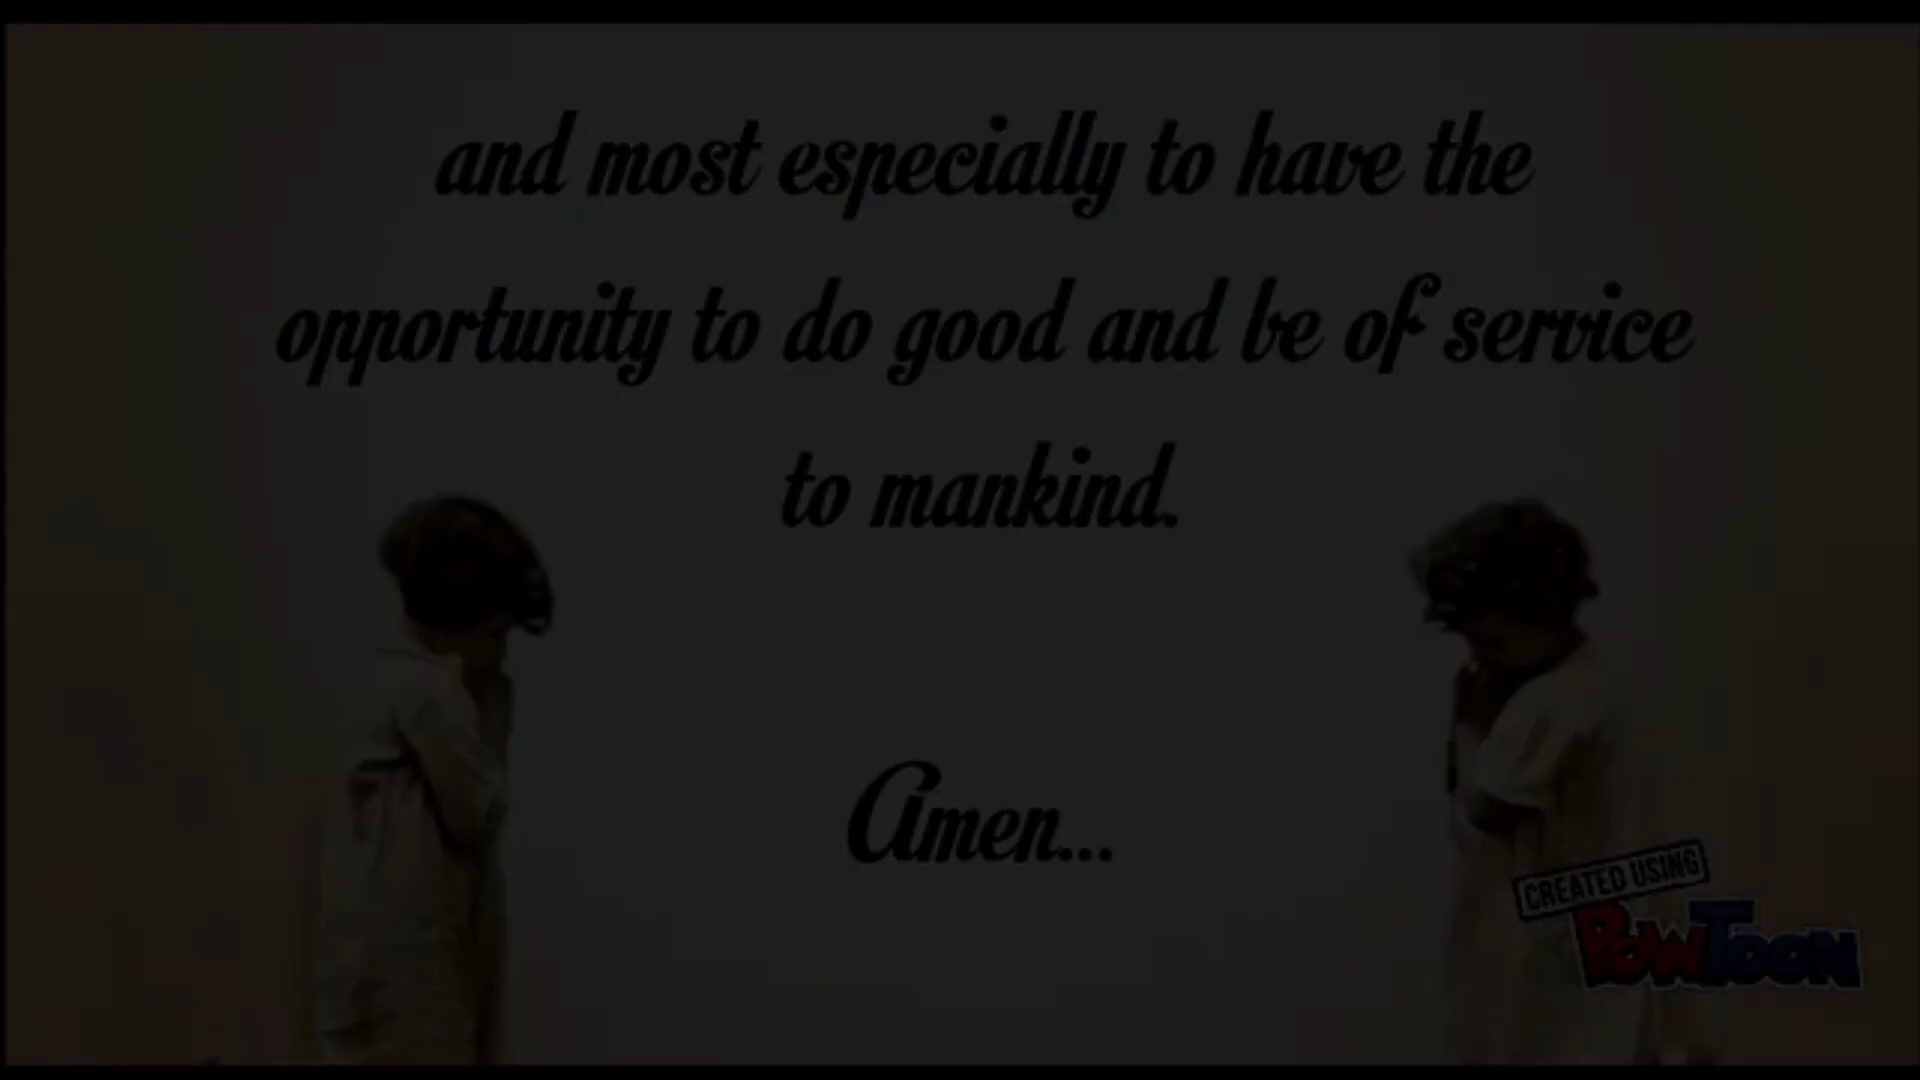 and most especially to have the
opportunity to do good and be of service
to mankind.
Amen...
CREATED USING
POWTOON